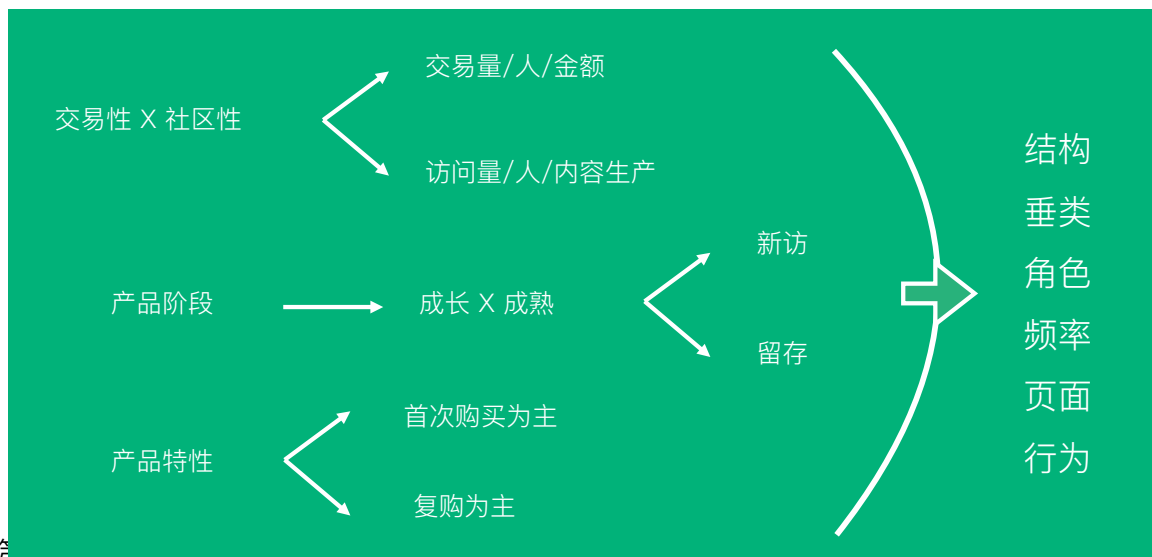 交易性 X 社区性
交易量/人/金额
访问量/人/内容生产
产品阶段
成长 X 成熟
新访
留存
产品特性
首次购买为主
复购为主
结构
垂类
角色
频率
页面
行为